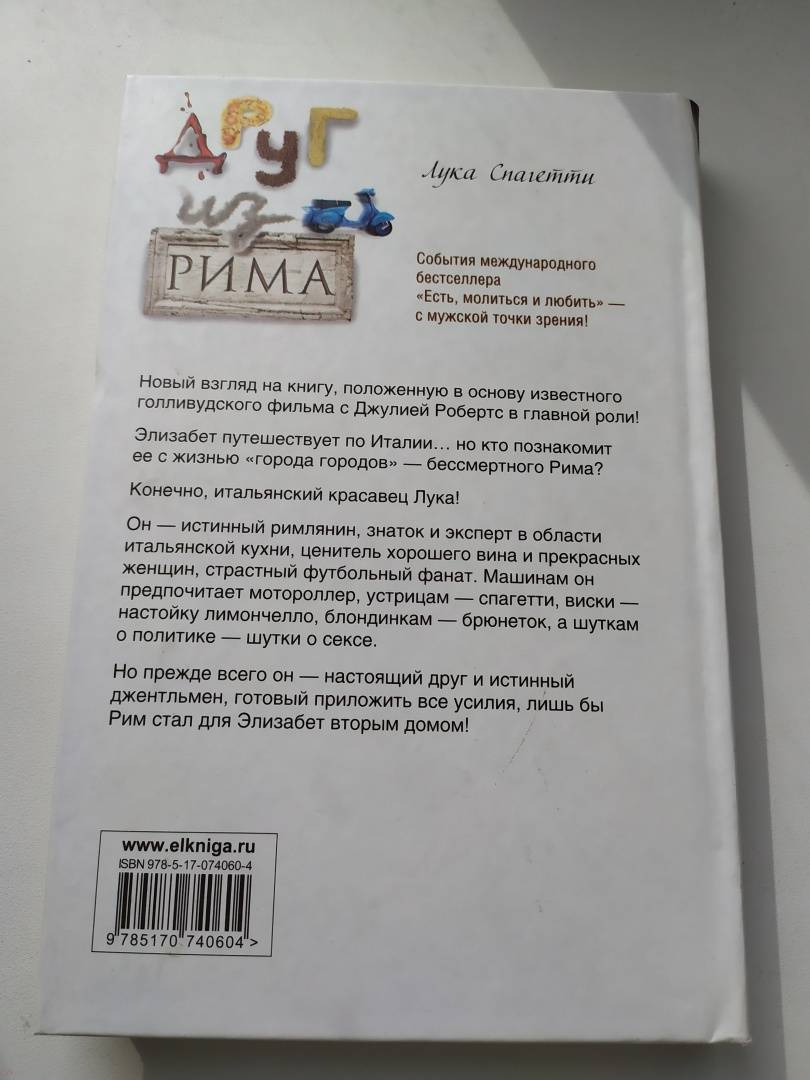 Друг
из
РИМА
Лука Спагетти
События международного
бестселлера
«Есть, молиться и любить» —
с мужской точки зрения!
Новый взгляд на книгу, положенную в основу известного
голливудского фильма с Джулией Робертс в главной роли!
Элизабет путешествует по Италии... но кто познакомит
ее с жизнью «города городов» — бессмертного Рима?
Конечно, итальянский красавец Лука!
Он — истинный римлянин, знаток и эксперт в области
итальянской кухни, ценитель хорошего вина и прекрасных
женщин, страстный футбольный фанат. Машинам он
предпочитает мотороллер, устрицам — спагетти, виски —
настойку лимончелло, блондинкам — брюнеток, а шуткам
о политике — шутки о сексе.
Но прежде всего он — настоящий друг и истинный
джентльмен, готовый приложить все усилия, лишь бы
Рим стал для Элизабет вторым домом!
www.elkniga.ru
ISBN 978-5-17-074060-4
9 785170 740604 >